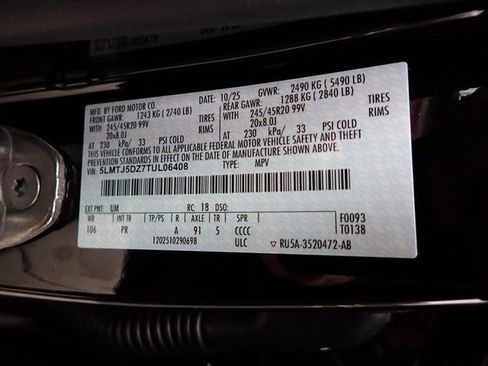 MFD. BY FORD MOTOR CO.
DATE: 10/25 GVWR: 2490 KG ( 5490 LB)
FRONT GAWR: 1243 KG ( 2740 LB) REAR GAWR: 1288 KG ( 2840 LB)
WITH 245/45R20 99V TIRES WITH 245/45R20 99V TIRES
20x8.0J RIMS 20x8.0J RIMS
AT 230 kPa/ 33 PSI COLD AT 230 kPa/ 33 PSI COLD
THIS VEHICLE CONFORMS TO ALL APPLICABLE FEDERAL MOTOR VEHICLE SAFETY AND THEFT PREVENTION STANDARDS IN EFFECT ON THE DATE OF MANUFACTURE SHOWN ABOVE.
VIN: 5LMTJ5DZ7TUL06408 TYPE: MPV
EXT PNT: UM RC: 18 DSO: F0093
WB INT TR TP/PS R AXLE TR SPR T0138
106 PR A 91 5 CCCC
12025102906­98 ULC RU5A-3520472-AB